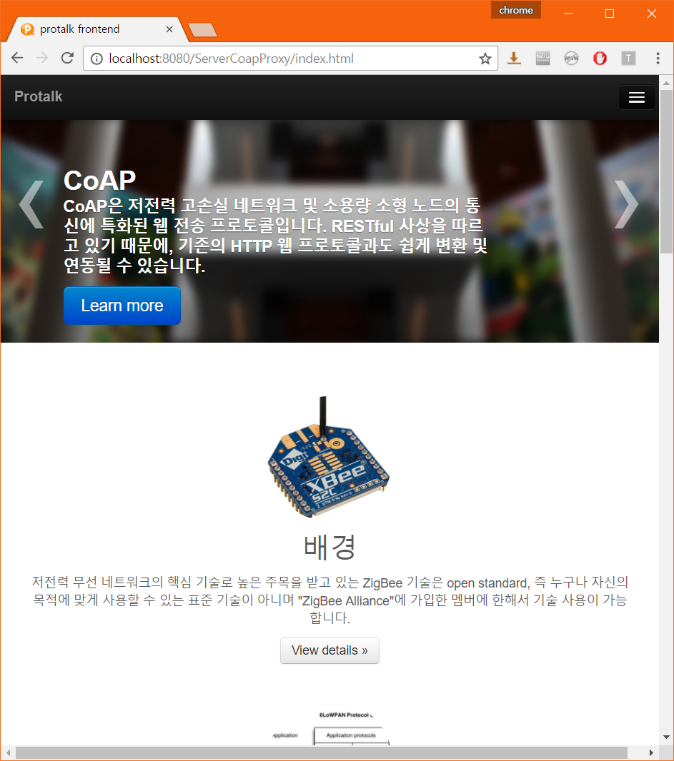 chrome
protalk frontend
localhost:8080/ServerCoapProxy/index.html
T
Protalk
CoAP
CoAP은 저전력 고손실 네트워크 및 소용량 소형 노드의 통
신에 특화된 웹 전송 프로토콜입니다. RESTful 사상을 따르
고 있기 때문에, 기존의 HTTP 웹 프로토콜과도 쉽게 변환 및
연동될 수 있습니다.
Learn more
Digi
XBee
S2C
배경
저전력 무선 네트워크의 핵심 기술로 높은 주목을 받고 있는 ZigBee 기술은 open standard, 즉 누구나 자신의
목적에 맞게 사용할 수 있는 표준 기술이 아니며 "ZigBee Alliance"에 가입한 멤버에 한해서 기술 사용이 가능
합니다.
View details »
6LoWPAN Protocol
Application protocols